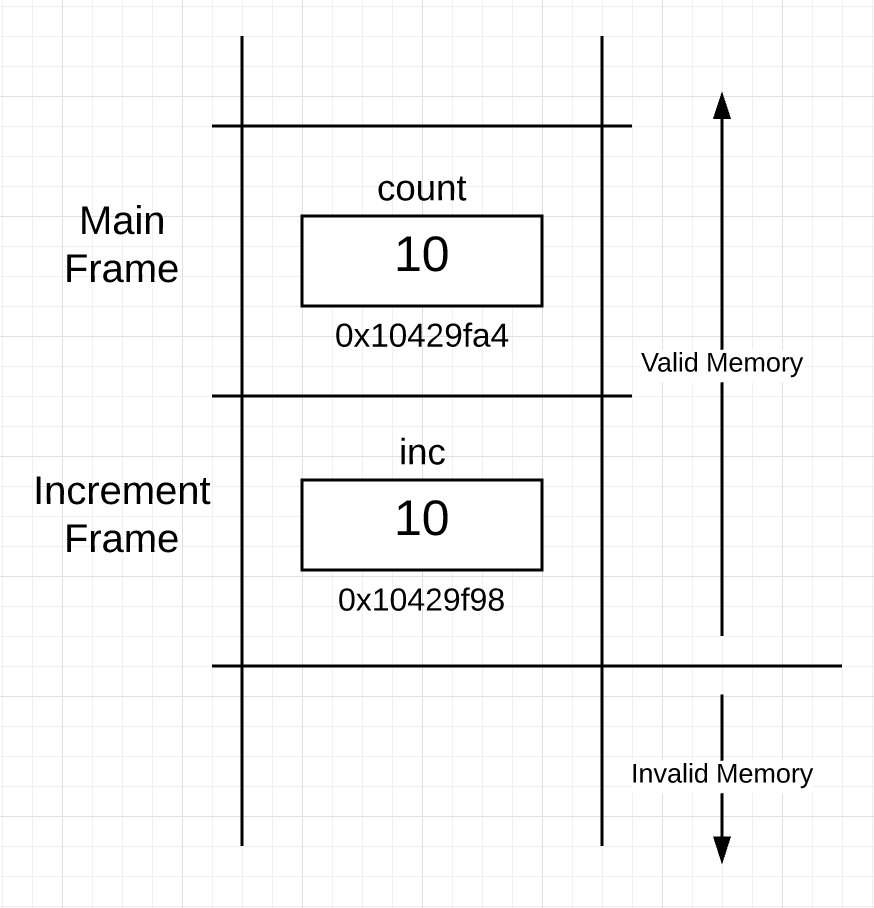 count
Main
Frame
10
0x10429fa4
Valid Memory
inc
Increment
Frame
10
0x10429f98
Invalid Memory